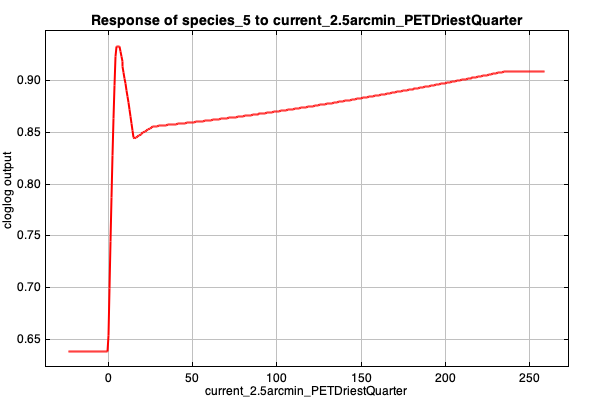 Response of species_5 to current_2.5arcmin_PETDriestQuarter
cloglog output
0.90
0.85
0.80
0.75
0.70
0.65
0 50 100 150 200 250
current_2.5arcmin_PETDriestQuarter